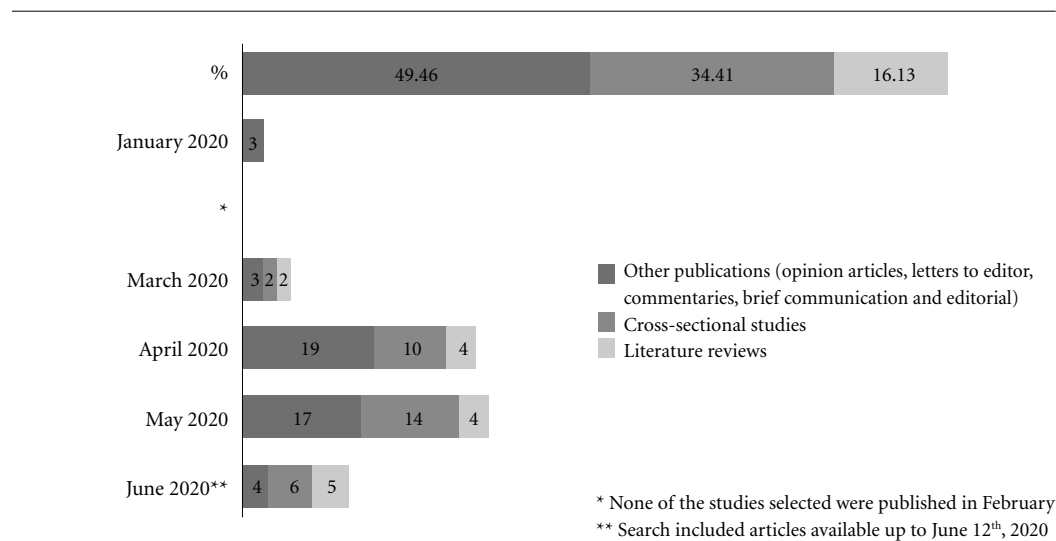 % 49.46 34.41 16.13
January 2020 3
*
March 2020 3 2 2
Other publications (opinion articles, letters to editor,
commentaries, brief communication and editorial)
Cross-sectional studies
Literature reviews
April 2020 19 10 4
May 2020 17 14 4
June 2020** 4 6 5
* None of the studies selected were published in February
** Search included articles available up to June 12th, 2020